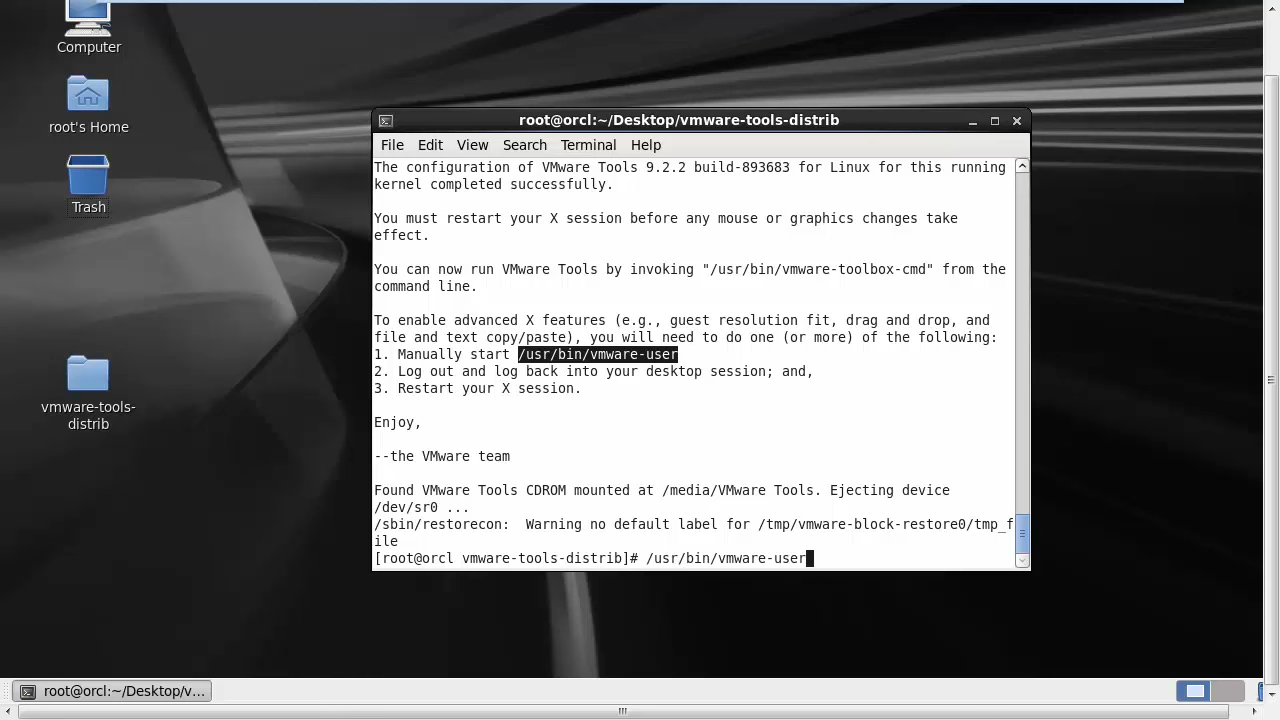 Computer
root's Home
Trash
vmware-tools-
distrib
root@orcl:~/Desktop/vmware-tools-distrib
File Edit View Search Terminal Help
The configuration of VMware Tools 9.2.2 build-893683 for Linux for this running
kernel completed successfully.
You must restart your X session before any mouse or graphics changes take
effect.
You can now run VMware Tools by invoking "/usr/bin/vmware-toolbox-cmd" from the
command line.
To enable advanced X features (e.g., guest resolution fit, drag and drop, and
file and text copy/paste), you will need to do one (or more) of the following:
1. Manually start /usr/bin/vmware-user
2. Log out and log back into your desktop session; and,
3. Restart your X session.
Enjoy,
--the VMware team
Found VMware Tools CDROM mounted at /media/VMware Tools. Ejecting device
/dev/sr0 ...
/sbin/restorecon:  Warning no default label for /tmp/vmware-block-restore0/tmp_f
ile
[root@orcl vmware-tools-distrib]# /usr/bin/vmware-user
root@orcl:~/Desktop/v...